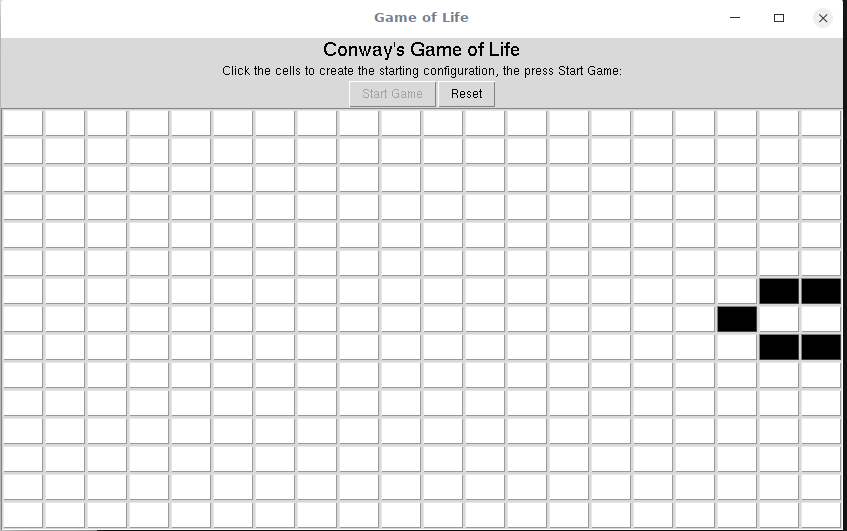 Game of Life
Conway's Game of Life
Click the cells to create the starting configuration, the press Start Game:
Start Game Reset